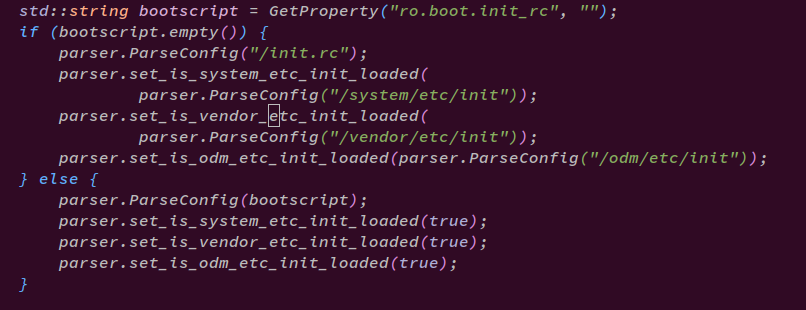 std::string bootscript = GetProperty("ro.boot.init_rc", "");
if (bootscript.empty()) {
    parser.ParseConfig("/init.rc");
    parser.set_is_system_etc_init_loaded(
            parser.ParseConfig("/system/etc/init"));
    parser.set_is_vendor_etc_init_loaded(
            parser.ParseConfig("/vendor/etc/init"));
    parser.set_is_odm_etc_init_loaded(parser.ParseConfig("/odm/etc/init"));
} else {
    parser.ParseConfig(bootscript);
    parser.set_is_system_etc_init_loaded(true);
    parser.set_is_vendor_etc_init_loaded(true);
    parser.set_is_odm_etc_init_loaded(true);
}